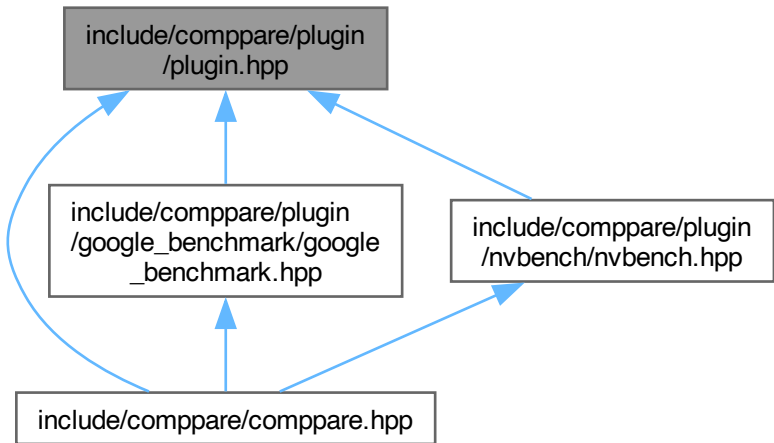 include/comppare/plugin
/plugin.hpp
include/comppare/plugin
/google_benchmark/google
_benchmark.hpp
include/comppare/plugin
/nvbench/nvbench.hpp
include/comppare/comppare.hpp